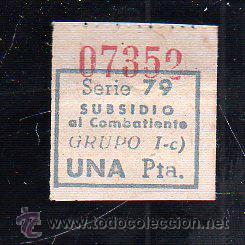 07352
Serie 79
SUBSIDIO
al Combatiente
GRUPO I-c)
UNA Pta.
© www.todocoleccion.net